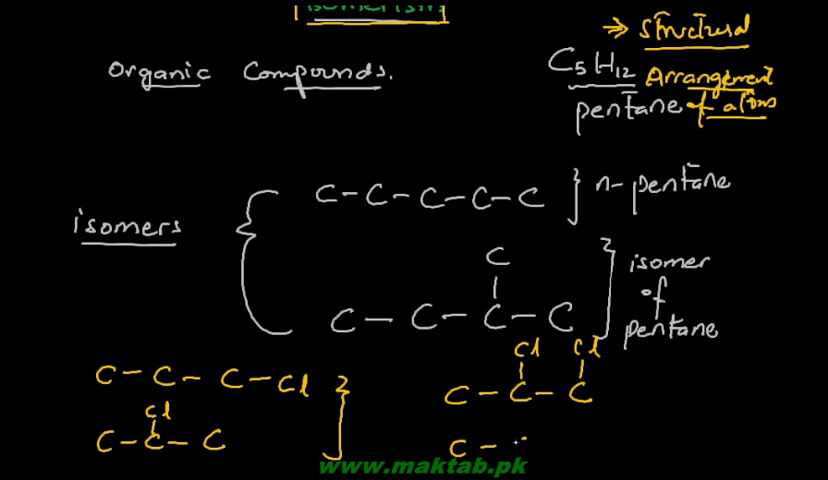 isomerism
→ structural
Organic Compounds.
C5H12 Arrangement
pentane of atoms
isomers
C-C-C-C-C } n-pentane
C
C-C-C-C
isomer
of
pentane
C-C-C-Cl
Cl
C-C-C
Cl Cl
C-C-C
C-
www.maktab.pk